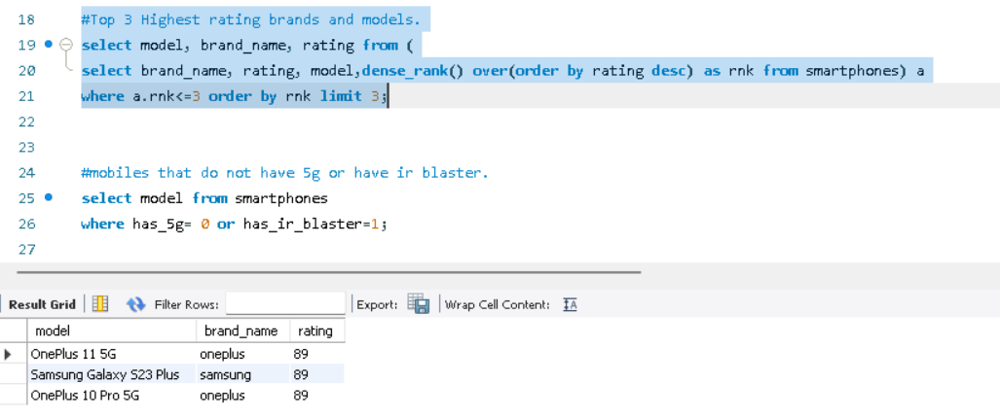 18 #Top 3 Highest rating brands and models.
19 select model, brand_name, rating from (
20 select brand_name, rating, model,dense_rank() over(order by rating desc) as rnk from smartphones) a
21 where a.rnk<=3 order by rnk limit 3;
22
23
24 #mobiles that do not have 5g or have ir blaster.
25 select model from smartphones
26 where has_5g= 0 or has_ir_blaster=1;
27
Result Grid Filter Rows: Export: Wrap Cell Content: IA
model brand_name rating
OnePlus 11 5G oneplus 89
Samsung Galaxy S23 Plus samsung 89
OnePlus 10 Pro 5G oneplus 89